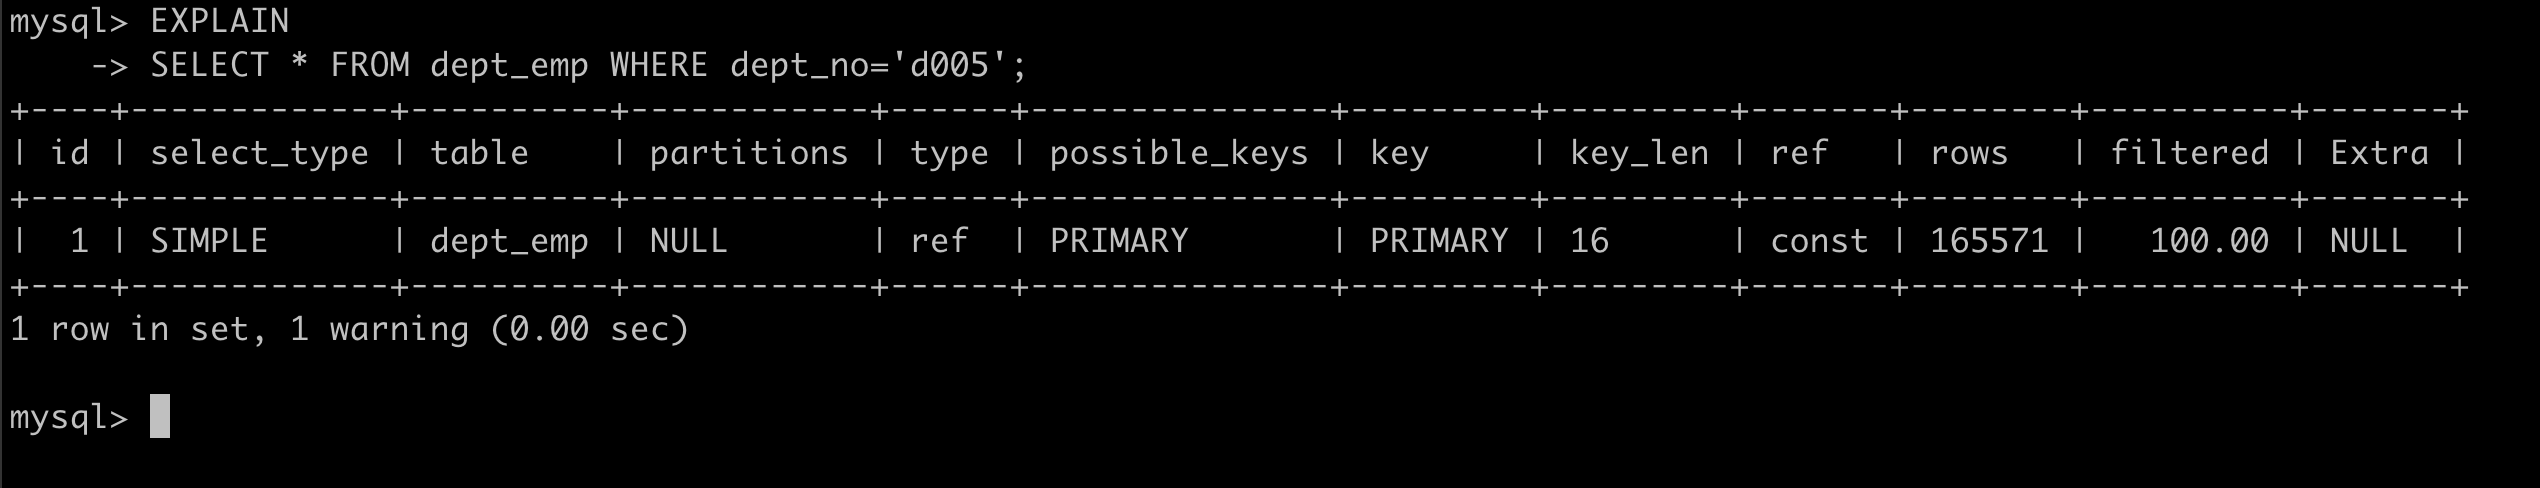 mysql> EXPLAIN
    -> SELECT * FROM dept_emp WHERE dept_no='d005';
+----+-------------+----------+------------+------+---------------+---------+---------+-------+--------+----------+-------+
| id | select_type | table    | partitions | type | possible_keys | key     | key_len | ref   | rows   | filtered | Extra |
+----+-------------+----------+------------+------+---------------+---------+---------+-------+--------+----------+-------+
|  1 | SIMPLE      | dept_emp | NULL       | ref  | PRIMARY       | PRIMARY | 16      | const | 165571 |   100.00 | NULL  |
+----+-------------+----------+------------+------+---------------+---------+---------+-------+--------+----------+-------+
1 row in set, 1 warning (0.00 sec)

mysql>